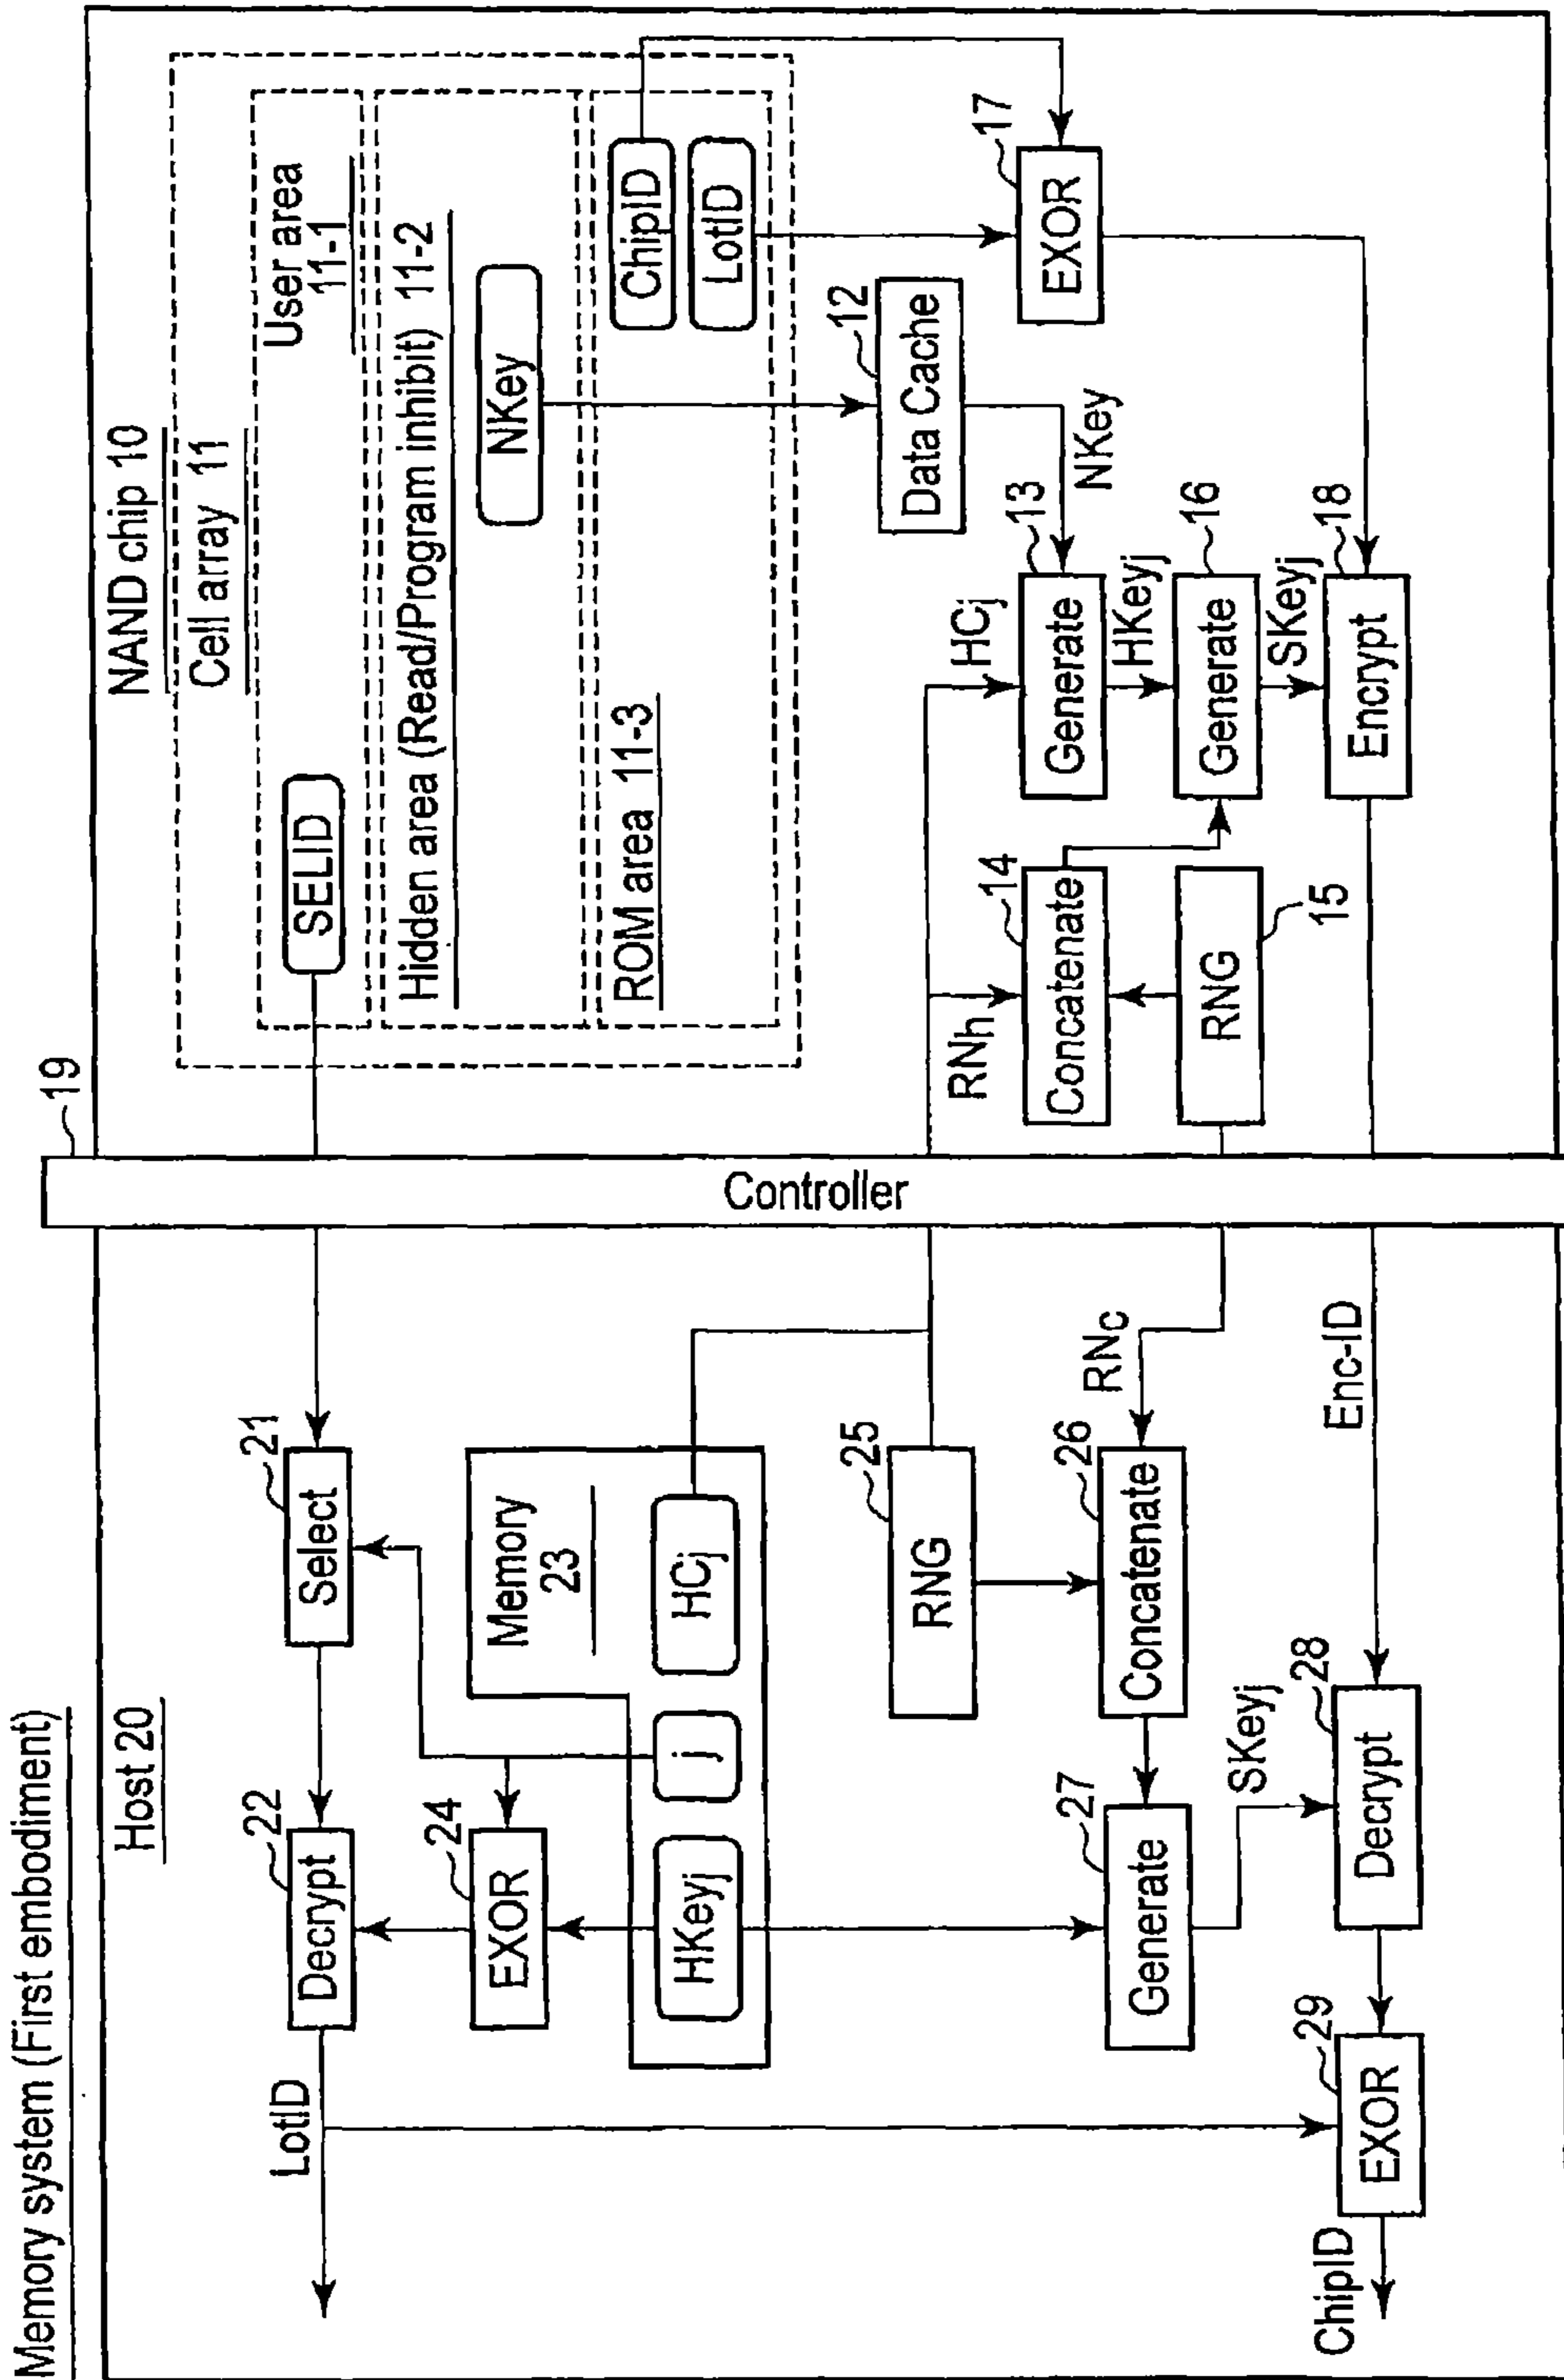 Memory system (First embodiment)
Host 20
LotID
22
Decrypt
21
Select
24
EXOR
Memory
23
HKeyj
j
HCj
25
RNG
26
Concatenate
RNc
27
Generate
SKeyj
28
Decrypt
Enc-ID
29
EXOR
ChipID
19
Controller
NAND chip 10
Cell array 11
User area
11-1
SELID
Hidden area (Read/Program inhibit) 11-2
NKey
ROM area 11-3
ChipID
LotID
12
Data Cache
NKey
17
EXOR
HCj
13
Generate
HKeyj
RNh
14
Concatenate
16
Generate
SKeyj
15
RNG
18
Encrypt